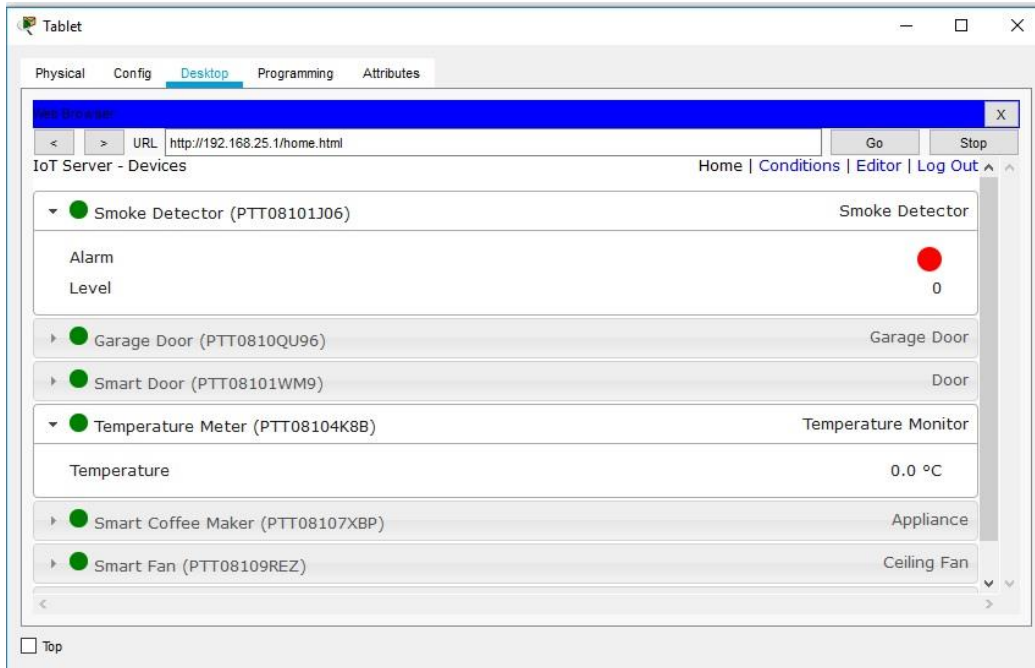 Tablet
Physical Config Desktop Programming Attributes
Web Browser X
< > URL http://192.168.25.1/home.html Go Stop
IoT Server - Devices Home | Conditions | Editor | Log Out
Smoke Detector (PTT08101J06) Smoke Detector
Alarm
Level 0
Garage Door (PTT0810QU96) Garage Door
Smart Door (PTT08101WM9) Door
Temperature Meter (PTT08104K8B) Temperature Monitor
Temperature 0.0 °C
Smart Coffee Maker (PTT08107XBP) Appliance
Smart Fan (PTT08109REZ) Ceiling Fan
Top